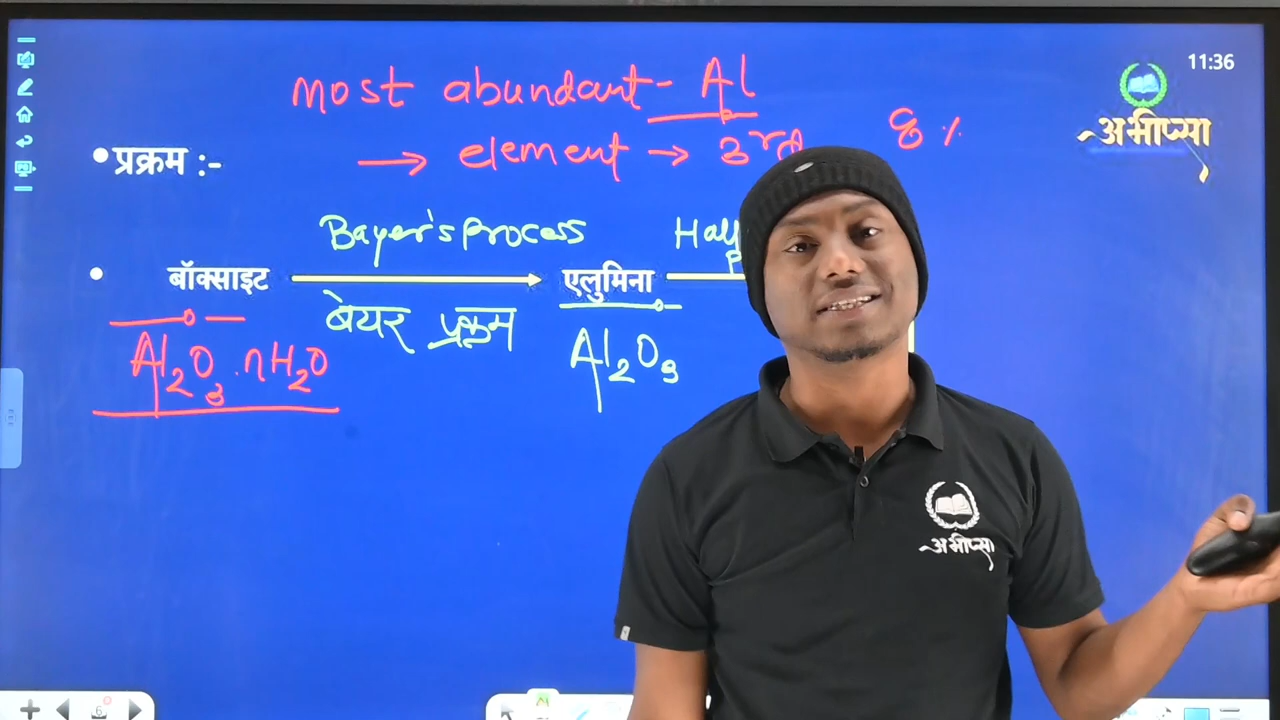 11:36
Most abundant- Al
अभीप्सा
→ element → 3rd 8%
•प्रक्रम :-
Bayer's Process
• बॉक्साइट → एलुमिना
बेयर प्रक्रम
Al2O3.nH2O
Al2O3
अभीप्सा
6